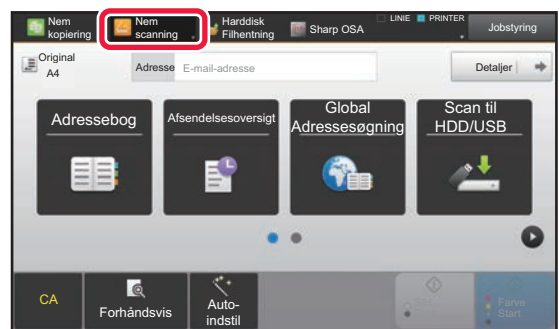 Nem
kopiering
Nem
scanning
Harddisk
Filhentning
Sharp OSA
LINIE
PRINTER
Jobstyring
Original
A4
Adresse
E-mail-adresse
Detaljer
Adressebog
Afsendelsesoversigt
Global
Adressesøgning
Scan til
HDD/USB
CA
Forhåndsvis
Auto-
indstil
Farve
Start